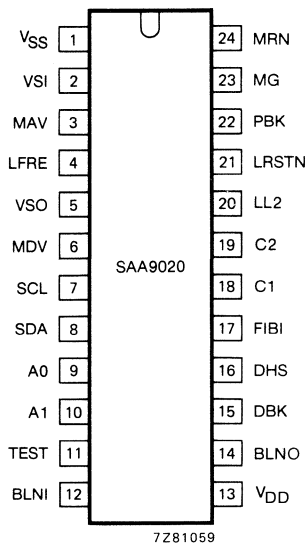 VSS 1 24 MRN
VSI 2 23 MG
MAV 3 22 PBK
LFRE 4 21 LRSTN
VSO 5 20 LL2
MDV 6 19 C2
SAA9020
SCL 7 18 C1
SDA 8 17 FIBI
A0 9 16 DHS
A1 10 15 DBK
TEST 11 14 BLNO
BLNI 12 13 VDD
7Z81059